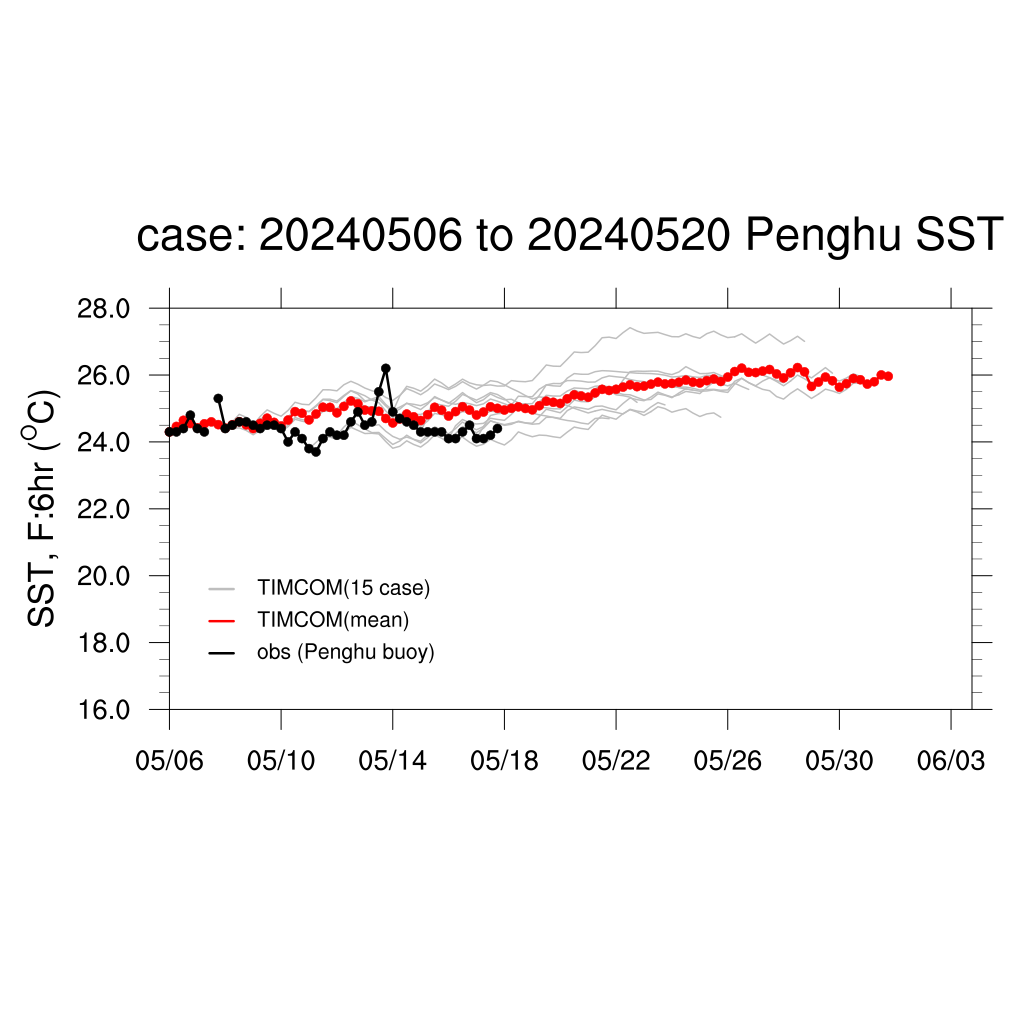 case: 20240506 to 20240520 Penghu SST
SST, F:6hr (°C)
28.0
26.0
24.0
22.0
20.0
18.0
16.0
TIMCOM(15 case)
TIMCOM(mean)
obs (Penghu buoy)
05/06 05/10 05/14 05/18 05/22 05/26 05/30 06/03